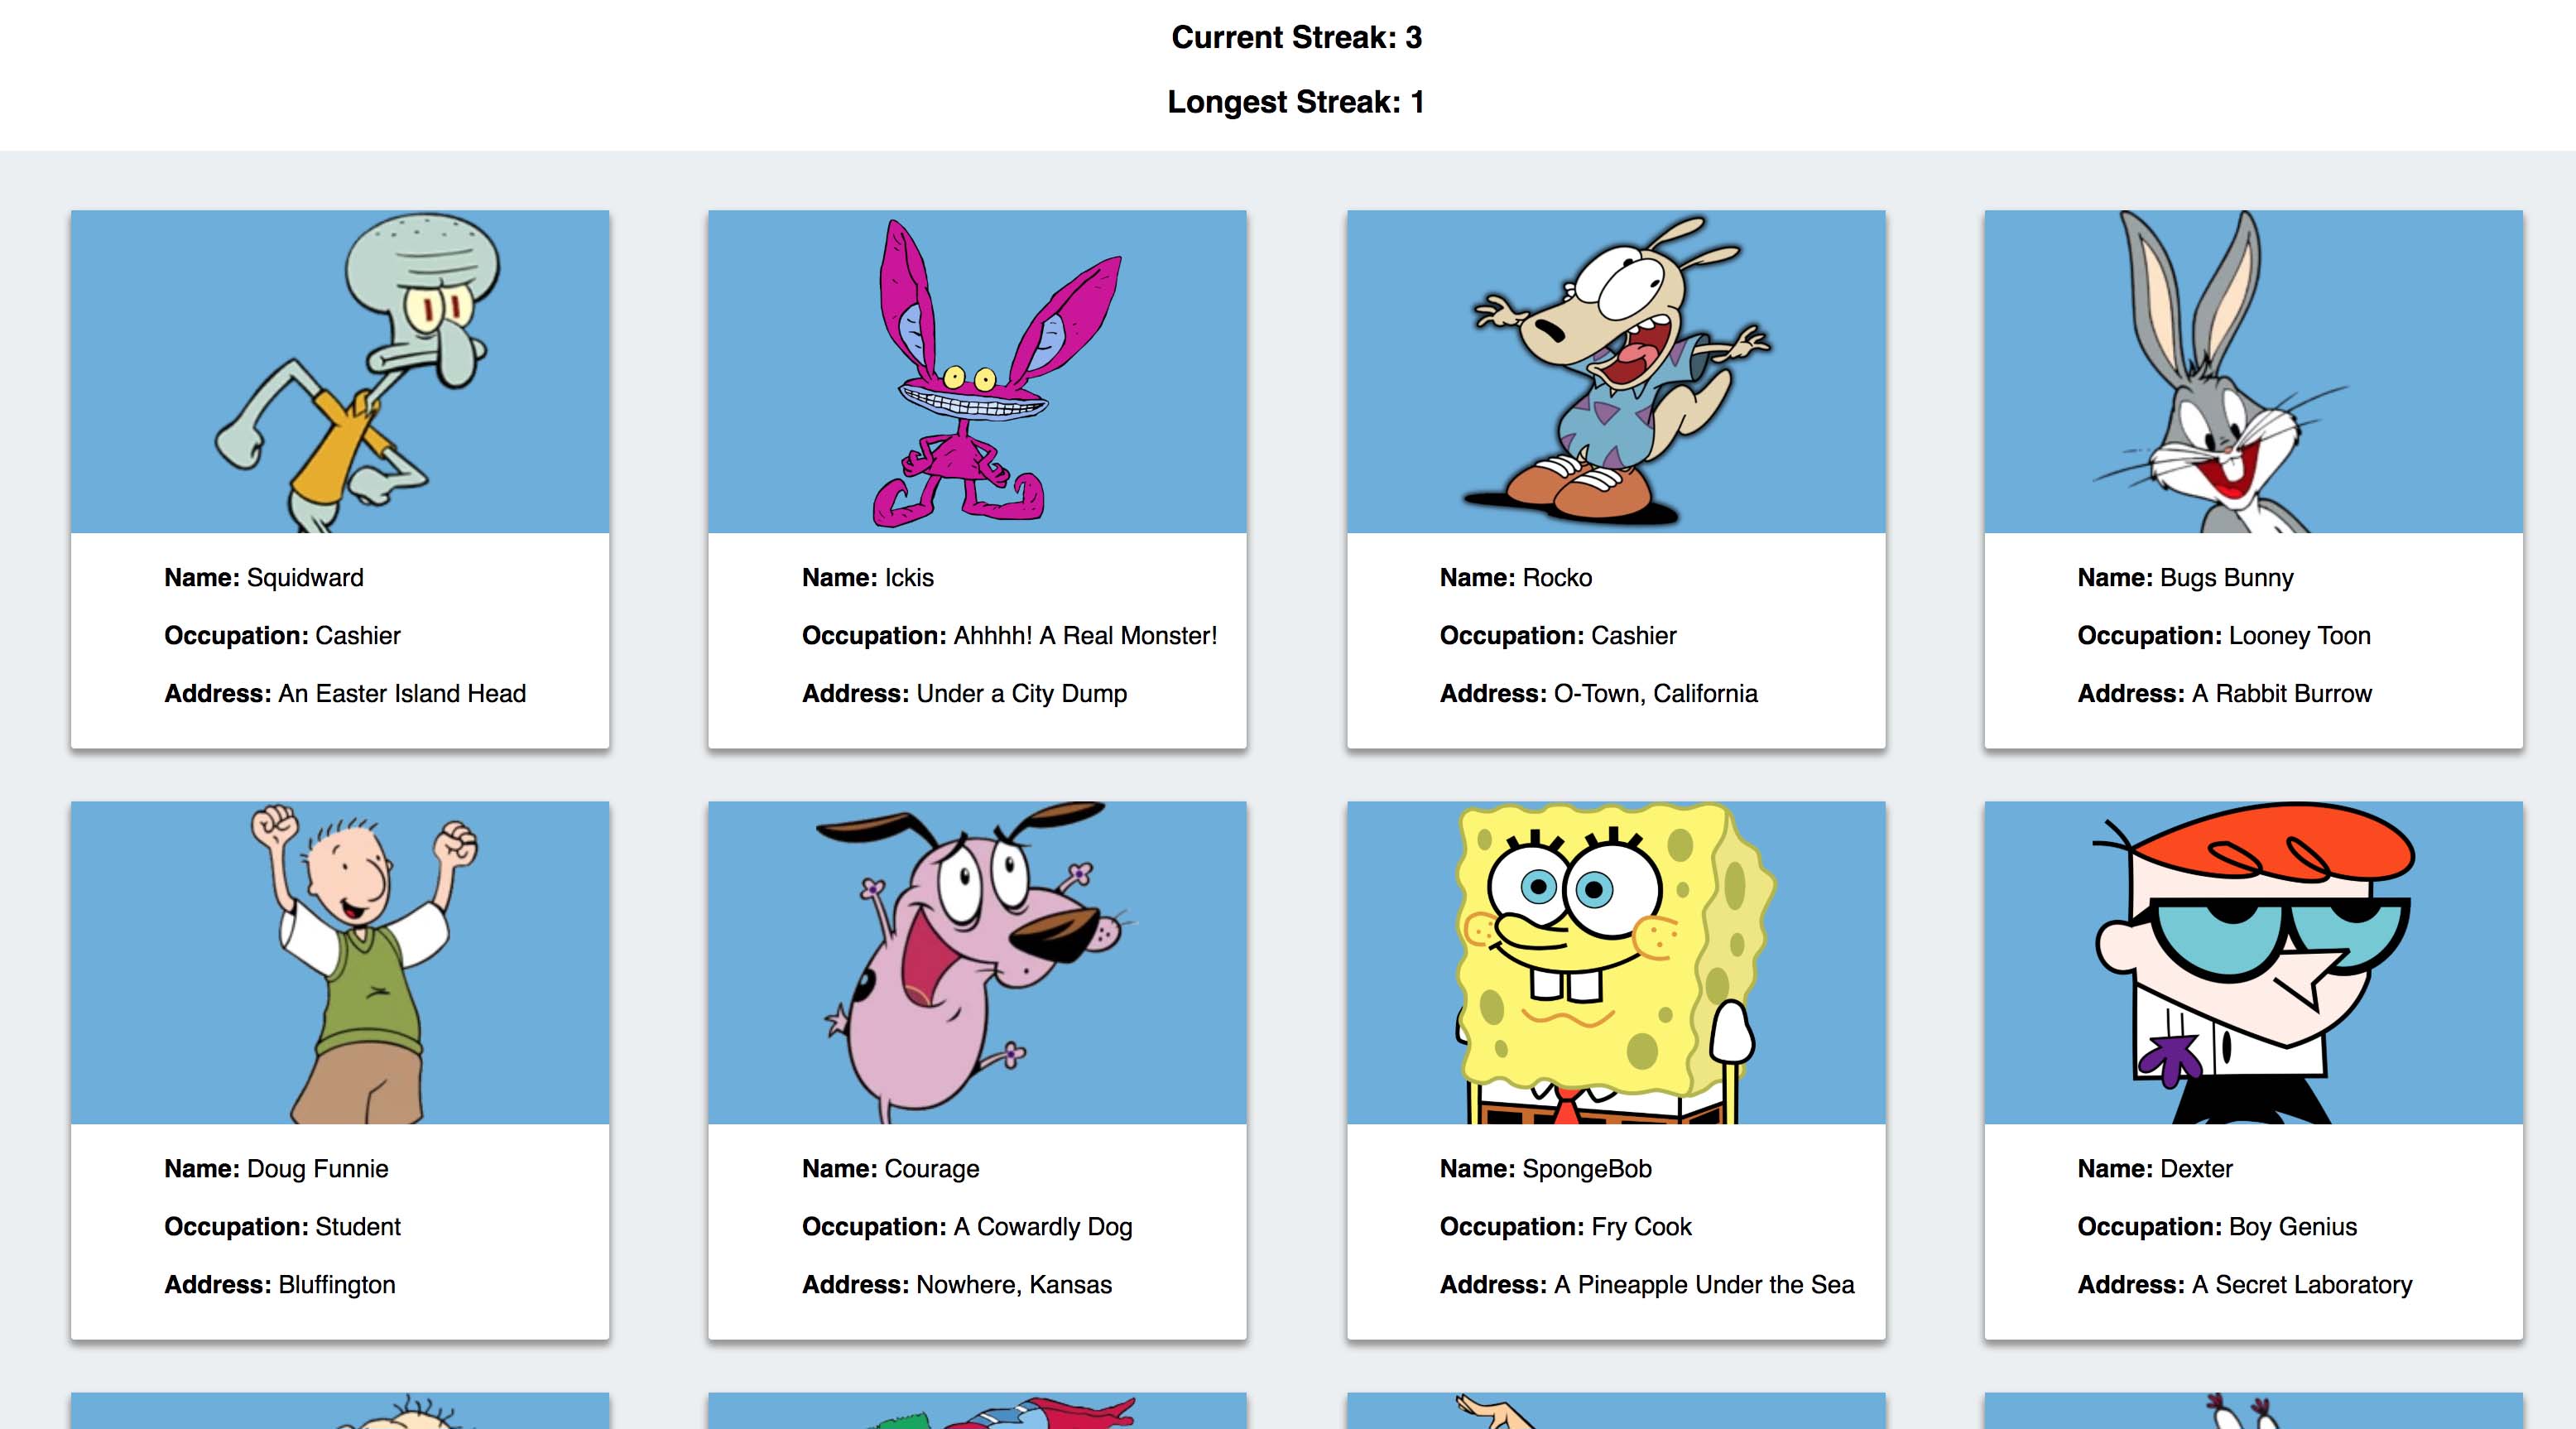 Current Streak: 3
Longest Streak: 1
Name: Squidward
Occupation: Cashier
Address: An Easter Island Head
Name: Ickis
Occupation: Ahhhh! A Real Monster!
Address: Under a City Dump
Name: Rocko
Occupation: Cashier
Address: O-Town, California
Name: Bugs Bunny
Occupation: Looney Toon
Address: A Rabbit Burrow
Name: Doug Funnie
Occupation: Student
Address: Bluffington
Name: Courage
Occupation: A Cowardly Dog
Address: Nowhere, Kansas
Name: SpongeBob
Occupation: Fry Cook
Address: A Pineapple Under the Sea
Name: Dexter
Occupation: Boy Genius
Address: A Secret Laboratory